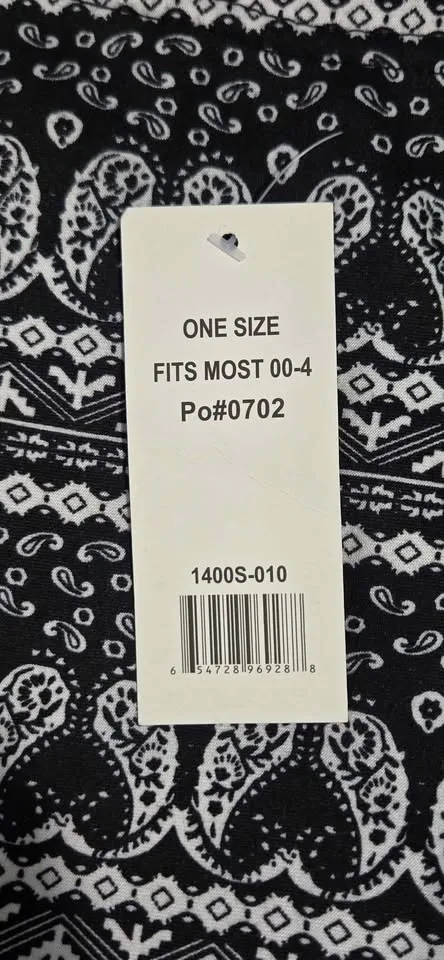 ONE SIZE
FITS MOST 00-4
Po#0702
1400S-010
6 54728 96928 8